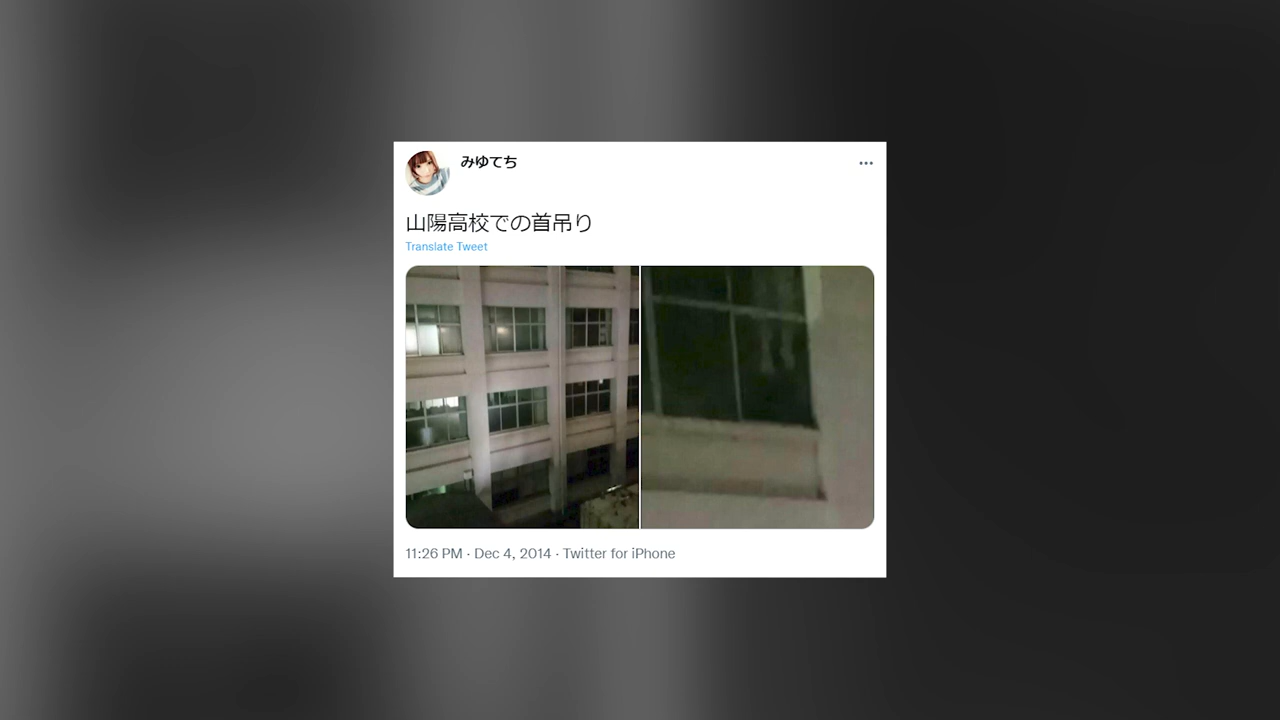 みゆてち
山陽高校での首吊り
Translate Tweet
11:26 PM · Dec 4, 2014 · Twitter for iPhone